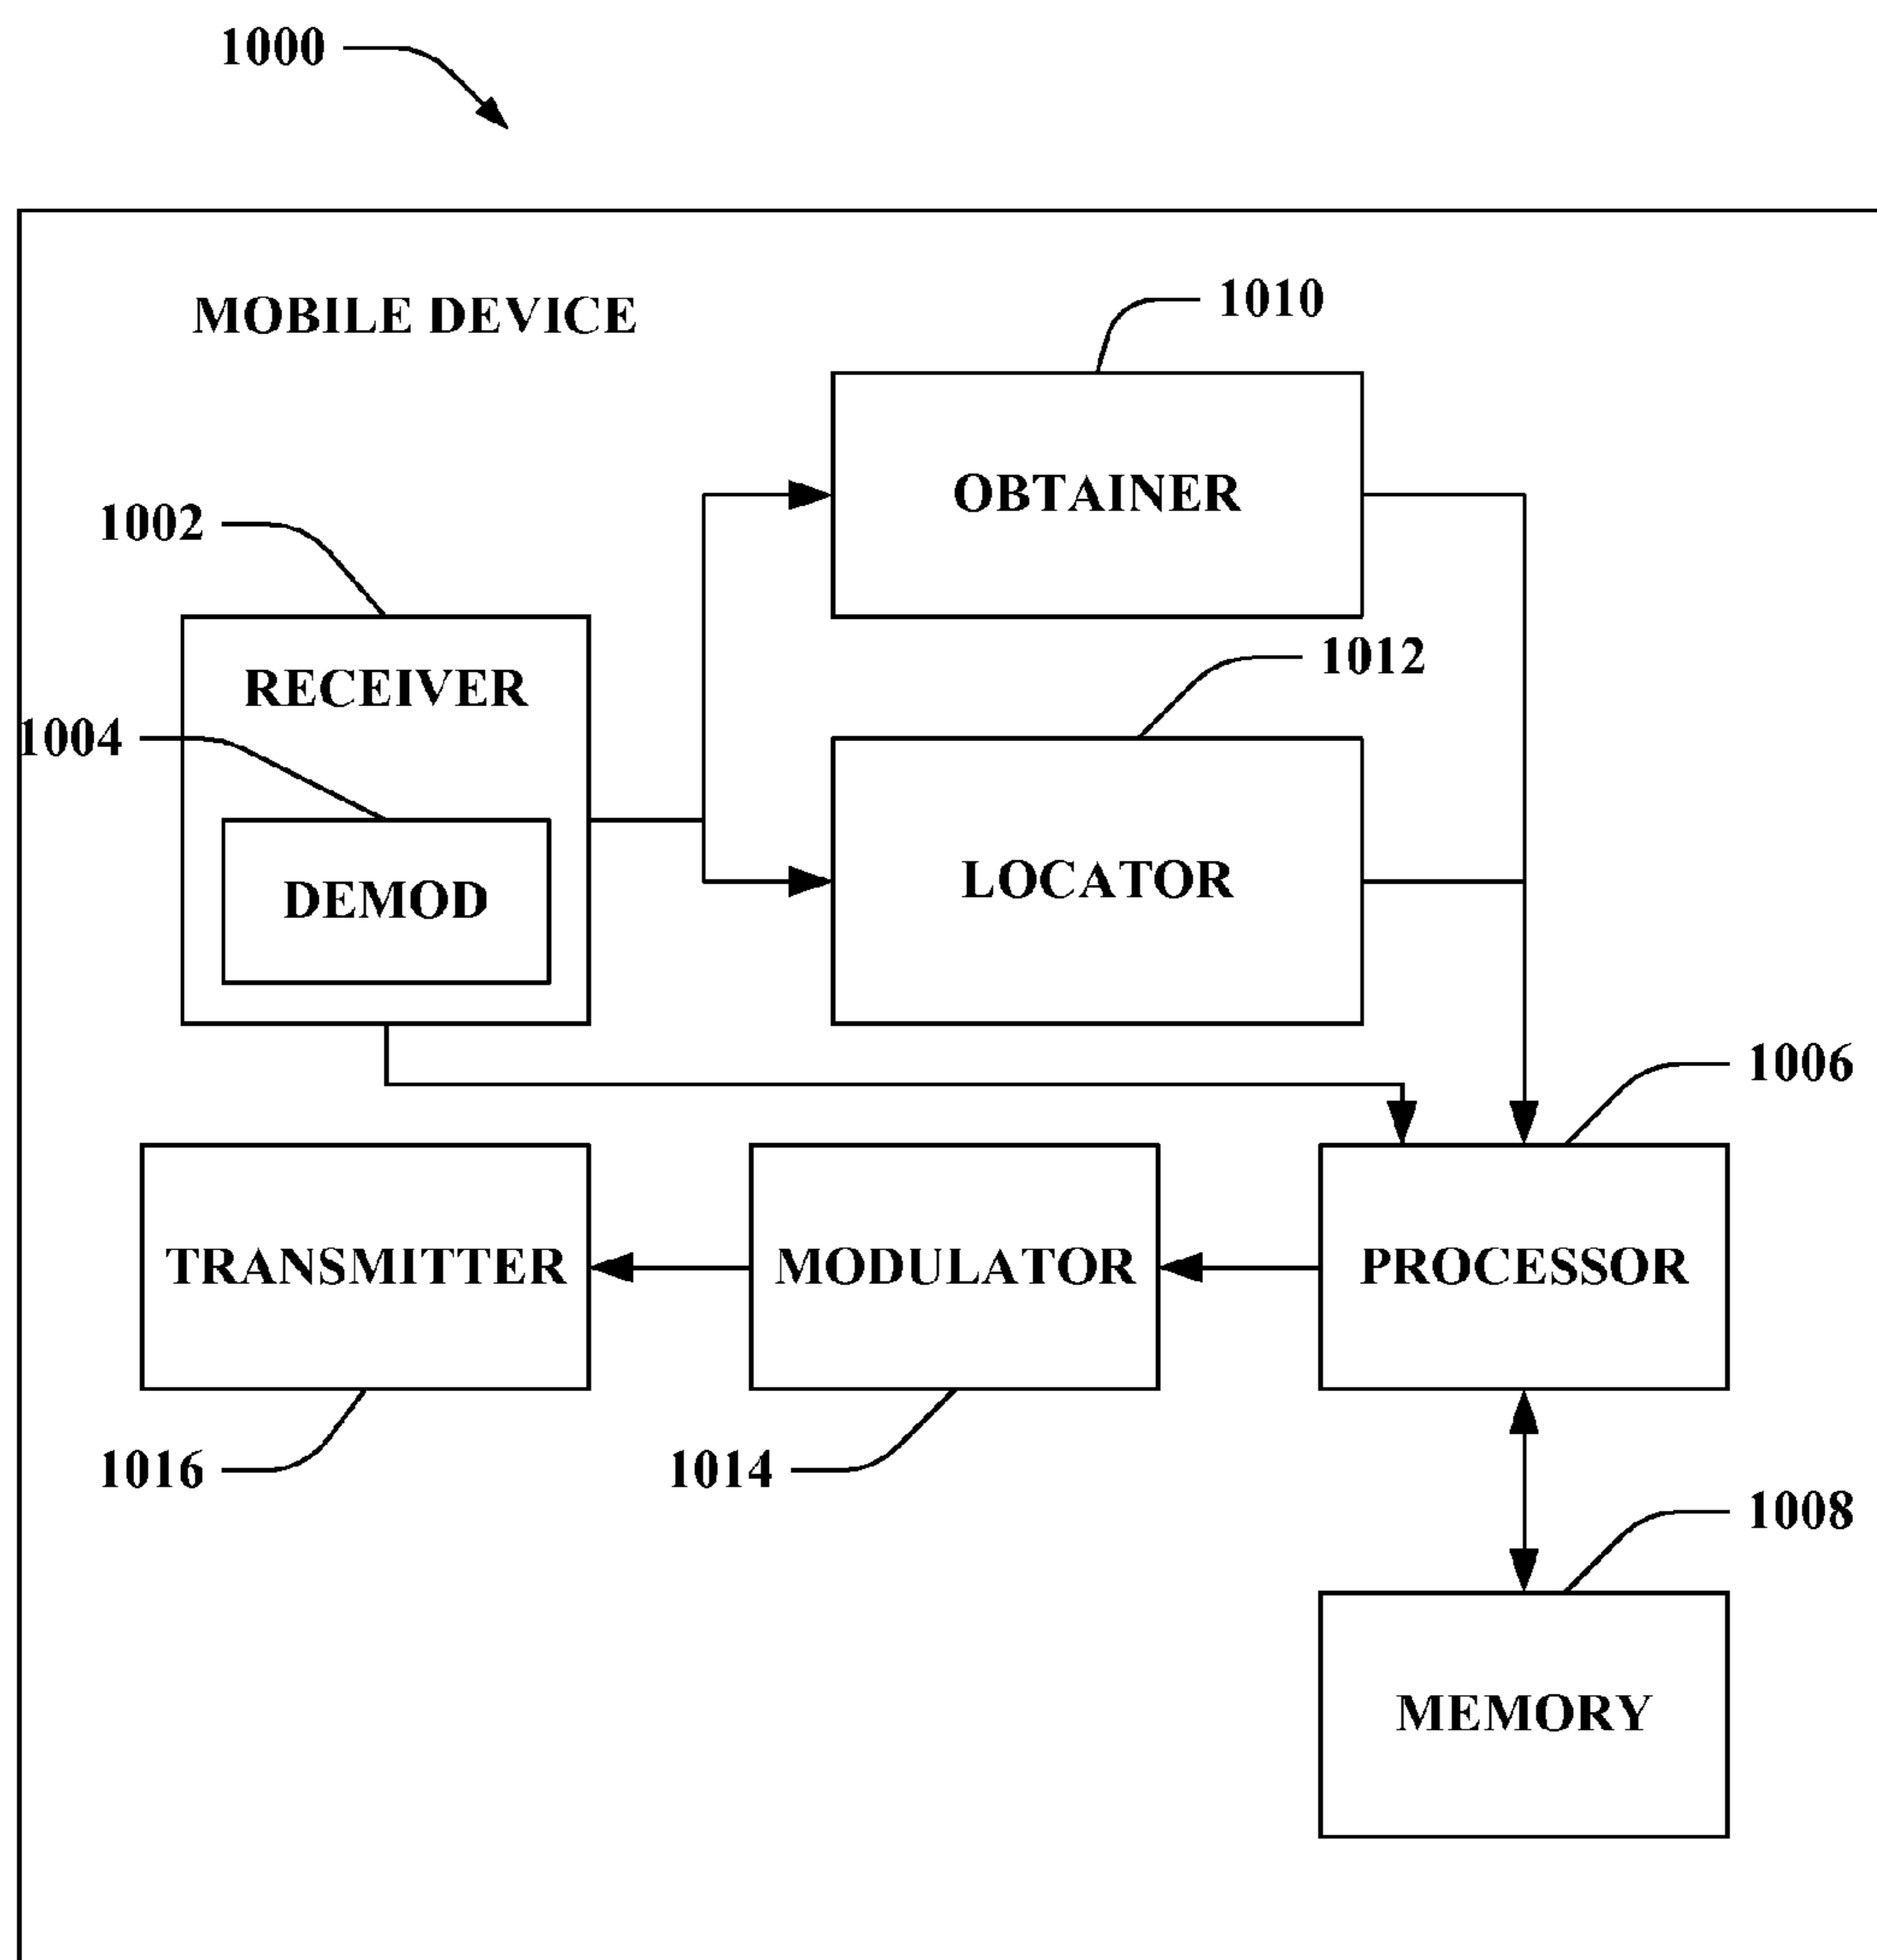 1000
MOBILE DEVICE
1010
OBTAINER
1002
1012
RECEIVER
1004
LOCATOR
DEMOD
1006
TRANSMITTER
MODULATOR
PROCESSOR
1016
1014
1008
MEMORY